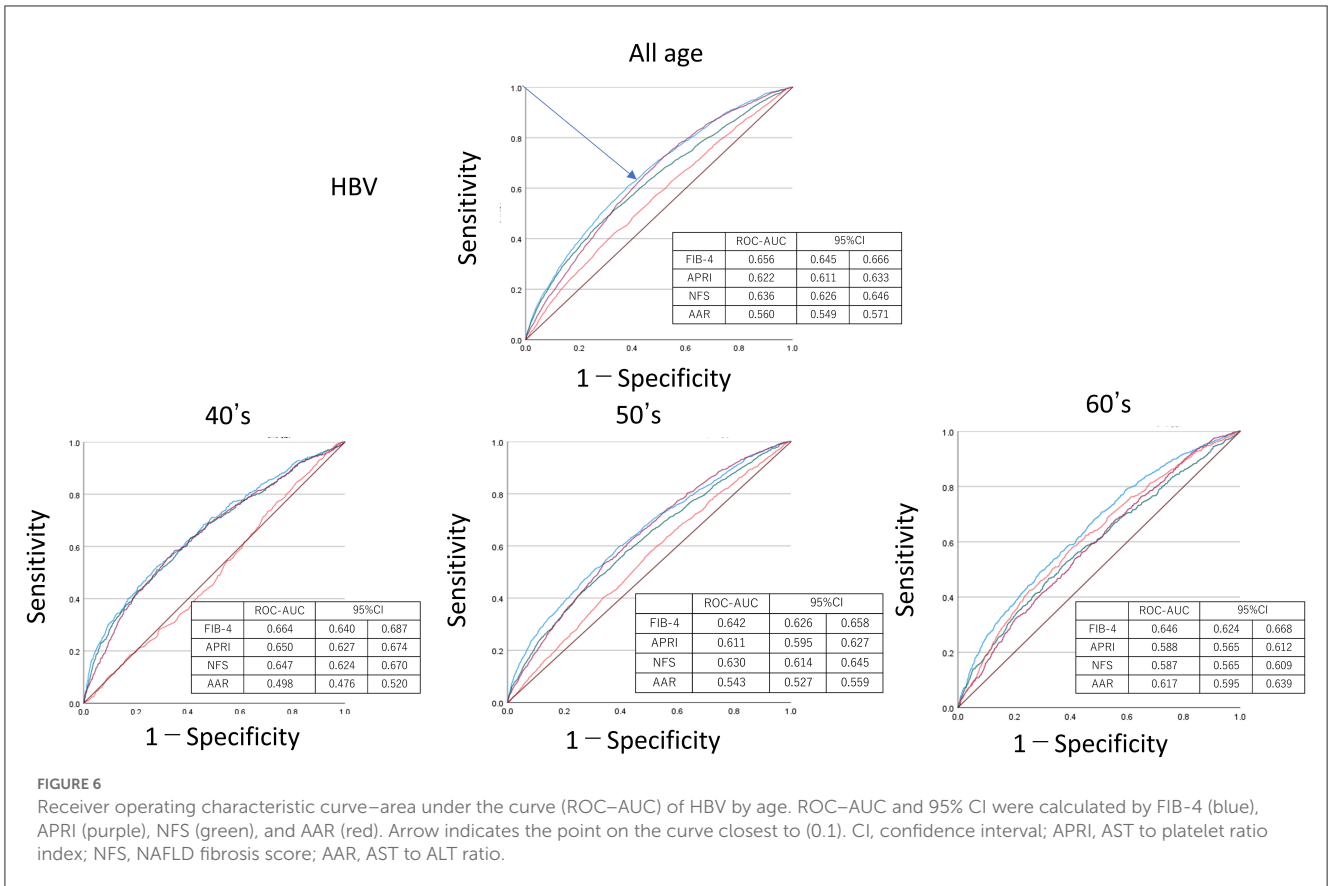 All age
HBV
Sensitivity
1.0
0.8
0.6
0.4
0.2
0.0
0.0 0.2 0.4 0.6 0.8 1.0
1 — Specificity
ROC-AUC 95%CI
FIB-4 0.656 0.645 0.666
APRI 0.622 0.611 0.633
NFS 0.636 0.626 0.646
AAR 0.560 0.549 0.571
40's
Sensitivity
1.0
0.8
0.6
0.4
0.2
0.0
0.0 0.2 0.4 0.6 0.8 1.0
1 — Specificity
ROC-AUC 95%CI
FIB-4 0.664 0.640 0.687
APRI 0.650 0.627 0.674
NFS 0.647 0.624 0.670
AAR 0.498 0.476 0.520
50's
Sensitivity
1.0
0.8
0.6
0.4
0.2
0.0
0.0 0.2 0.4 0.6 0.8 1.0
1 — Specificity
ROC-AUC 95%CI
FIB-4 0.642 0.626 0.658
APRI 0.611 0.595 0.627
NFS 0.630 0.614 0.645
AAR 0.543 0.527 0.559
60's
Sensitivity
1.0
0.8
0.6
0.4
0.2
0.0
0.0 0.2 0.4 0.6 0.8 1.0
1 — Specificity
ROC-AUC 95%CI
FIB-4 0.646 0.624 0.668
APRI 0.588 0.565 0.612
NFS 0.587 0.565 0.609
AAR 0.617 0.595 0.639
FIGURE 6
Receiver operating characteristic curve–area under the curve (ROC–AUC) of HBV by age. ROC–AUC and 95% CI were calculated by FIB-4 (blue),
APRI (purple), NFS (green), and AAR (red). Arrow indicates the point on the curve closest to (0.1). CI, confidence interval; APRI, AST to platelet ratio
index; NFS, NAFLD fibrosis score; AAR, AST to ALT ratio.